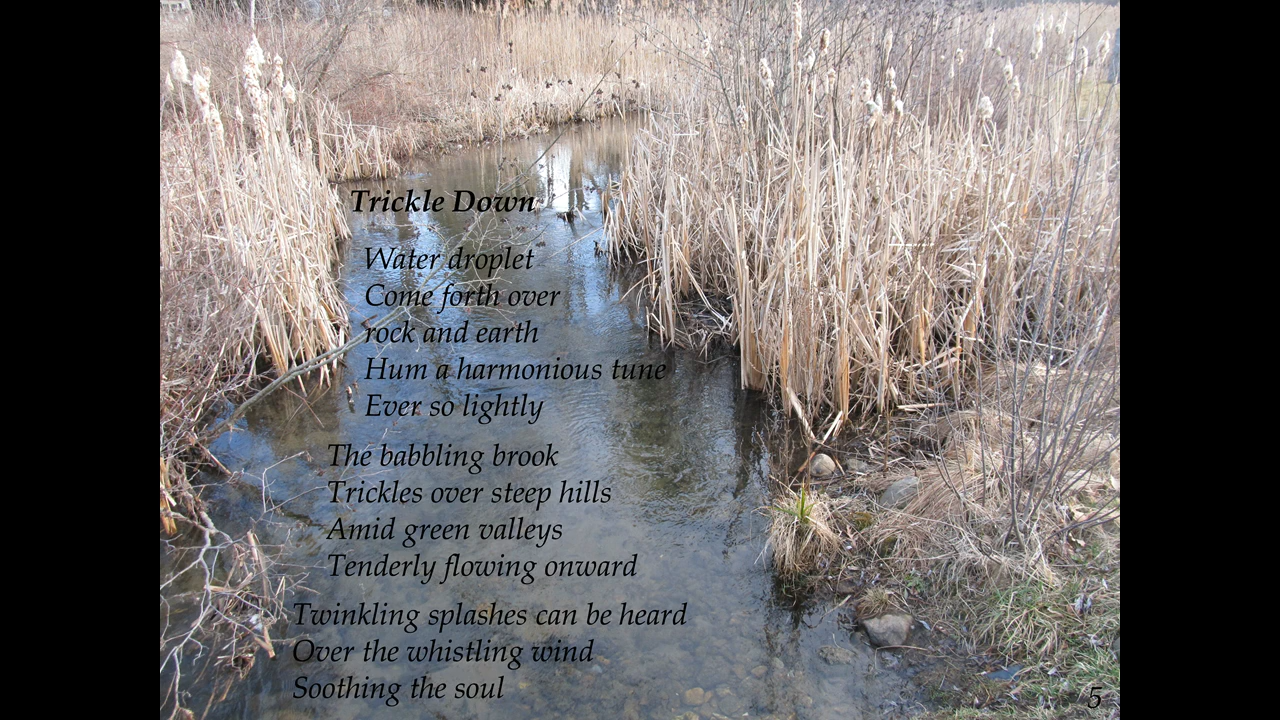 Trickle Down
Water droplet
Come forth over
rock and earth
Hum a harmonious tune
Ever so lightly
The babbling brook
Trickles over steep hills
Amid green valleys
Tenderly flowing onward
Twinkling splashes can be heard
Over the whistling wind
Soothing the soul
5